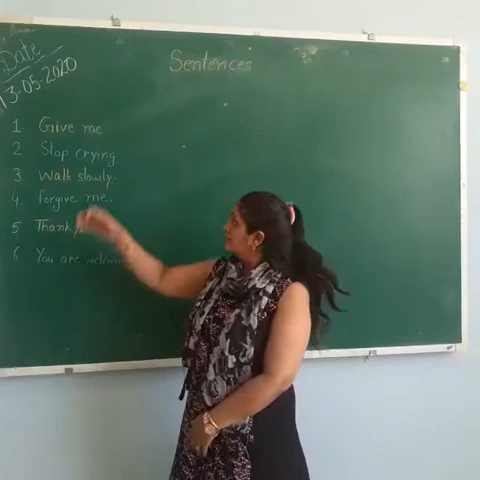 Date
13-05-2020
Sentences
1 Give me
2 Stop crying.
3 Walk slowly.
4. forgive me.
5 Thank
6 You are welcome